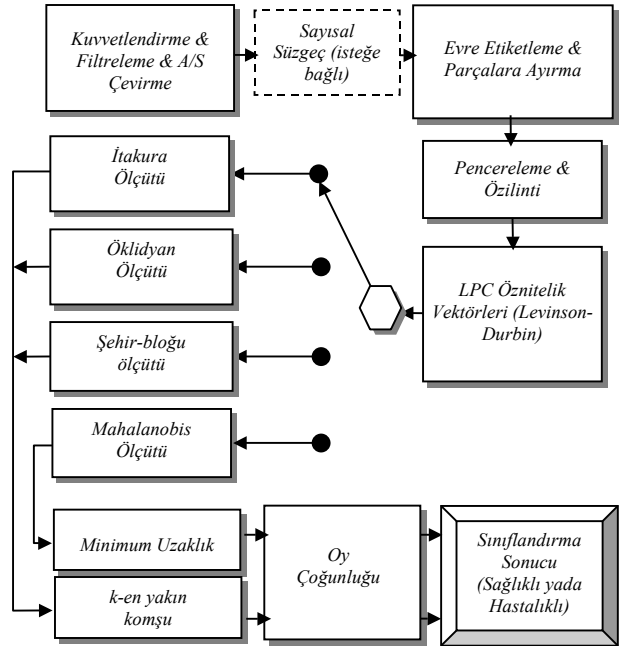 Kuvvetlendirme &
Filtreleme & A/S
Çevirme
Sayısal
Süzgeç (isteğe
bağlı)
Evre Etiketleme &
Parçalara Ayırma
Pencereleme &
Özilinti
LPC Öznitelik
Vektörleri (Levinson-
Durbin)
İtakura
Ölçütü
Öklidyan
Ölçütü
Şehir-bloğu
ölçütü
Mahalanobis
Ölçütü
Minimum Uzaklık
k-en yakın
komşu
Oy
Çoğunluğu
Sınıflandırma
Sonucu
(Sağlıklı yada
Hastalıklı)